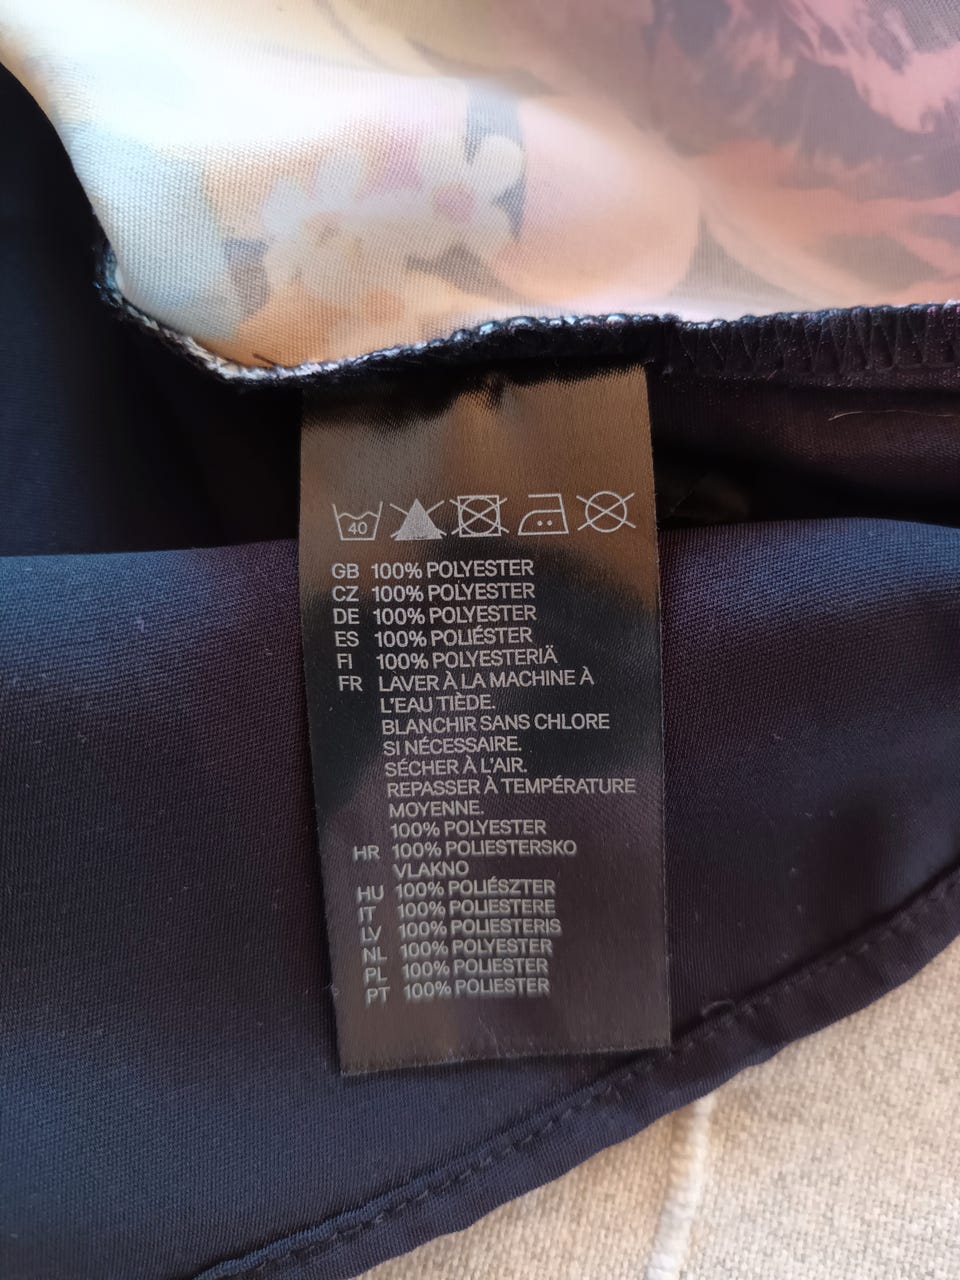 40
GB 100% POLYESTER
CZ 100% POLYESTER
DE 100% POLYESTER
ES 100% POLIÉSTER
FI 100% POLYESTERIÄ
FR LAVER À LA MACHINE À
L'EAU TIÈDE.
BLANCHIR SANS CHLORE
SI NÉCESSAIRE.
SÉCHER À L'AIR.
REPASSER À TEMPÉRATURE
MOYENNE.
100% POLYESTER
HR 100% POLIESTERSKO
VLAKNO
HU 100% POLIÉSZTER
IT 100% POLIESTERE
LV 100% POLIESTERIS
NL 100% POLYESTER
PL 100% POLIESTER
PT 100% POLIESTER